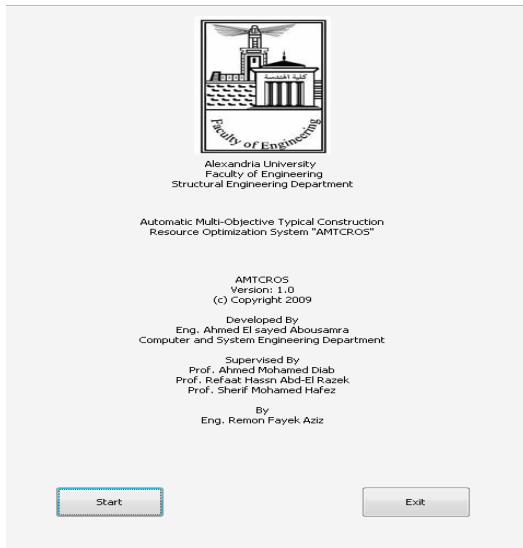 كلية الهندسة
Faculty of Engineering
Alexandria University
Faculty of Engineering
Structural Engineering Department
Automatic Multi-Objective Typical Construction
Resource Optimization System "AMTCROS"
AMTCROS
Version: 1.0
(c) Copyright 2009
Developed By
Eng. Ahmed El sayed Abousamra
Computer and System Engineering Department
Supervised By
Prof. Ahmed Mohamed Diab
Prof. Refaat Hassn Abd-El Razek
Prof. Sherif Mohamed Hafez
By
Eng. Remon Fayek Aziz
Start Exit